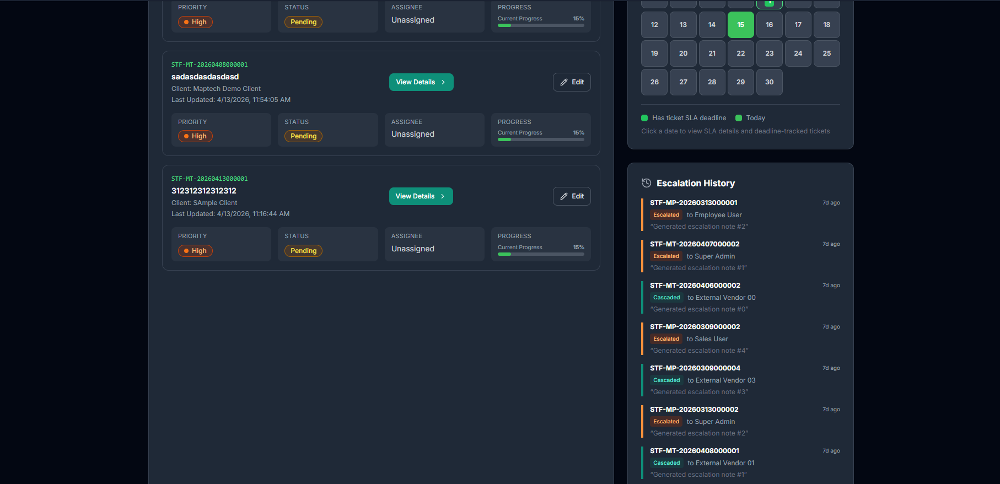 PRIORITY
High
STATUS
Pending
ASSIGNEE
Unassigned
PROGRESS
Current Progress 15%
STF-MT-20260408000001
sadasdasdasdasd
Client: Maptech Demo Client
Last Updated: 4/13/2026, 11:54:05 AM
View Details
Edit
PRIORITY
High
STATUS
Pending
ASSIGNEE
Unassigned
PROGRESS
Current Progress 15%
STF-MT-20260413000001
312312312312312
Client: SAmple Client
Last Updated: 4/13/2026, 11:16:44 AM
View Details
Edit
PRIORITY
High
STATUS
Pending
ASSIGNEE
Unassigned
PROGRESS
Current Progress 15%
12 13 14 15 16 17 18
19 20 21 22 23 24 25
26 27 28 29 30
Has ticket SLA deadline Today
Click a date to view SLA details and deadline-tracked tickets
Escalation History
STF-MP-20260313000001 7d ago
Escalated to Employee User
“Generated escalation note #2”
STF-MT-20260407000002 7d ago
Escalated to Super Admin
“Generated escalation note #1”
STF-MT-20260406000002 7d ago
Cascaded to External Vendor 00
“Generated escalation note #0”
STF-MP-20260309000002 7d ago
Escalated to Sales User
“Generated escalation note #4”
STF-MP-20260309000004 7d ago
Cascaded to External Vendor 03
“Generated escalation note #3”
STF-MP-20260313000002 7d ago
Escalated to Super Admin
“Generated escalation note #2”
STF-MT-20260408000001 7d ago
Cascaded to External Vendor 01
“Generated escalation note #1”